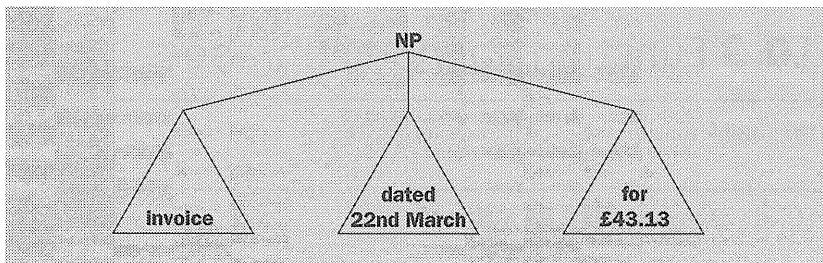 NP
invoice
dated
22nd March
for
£43.13